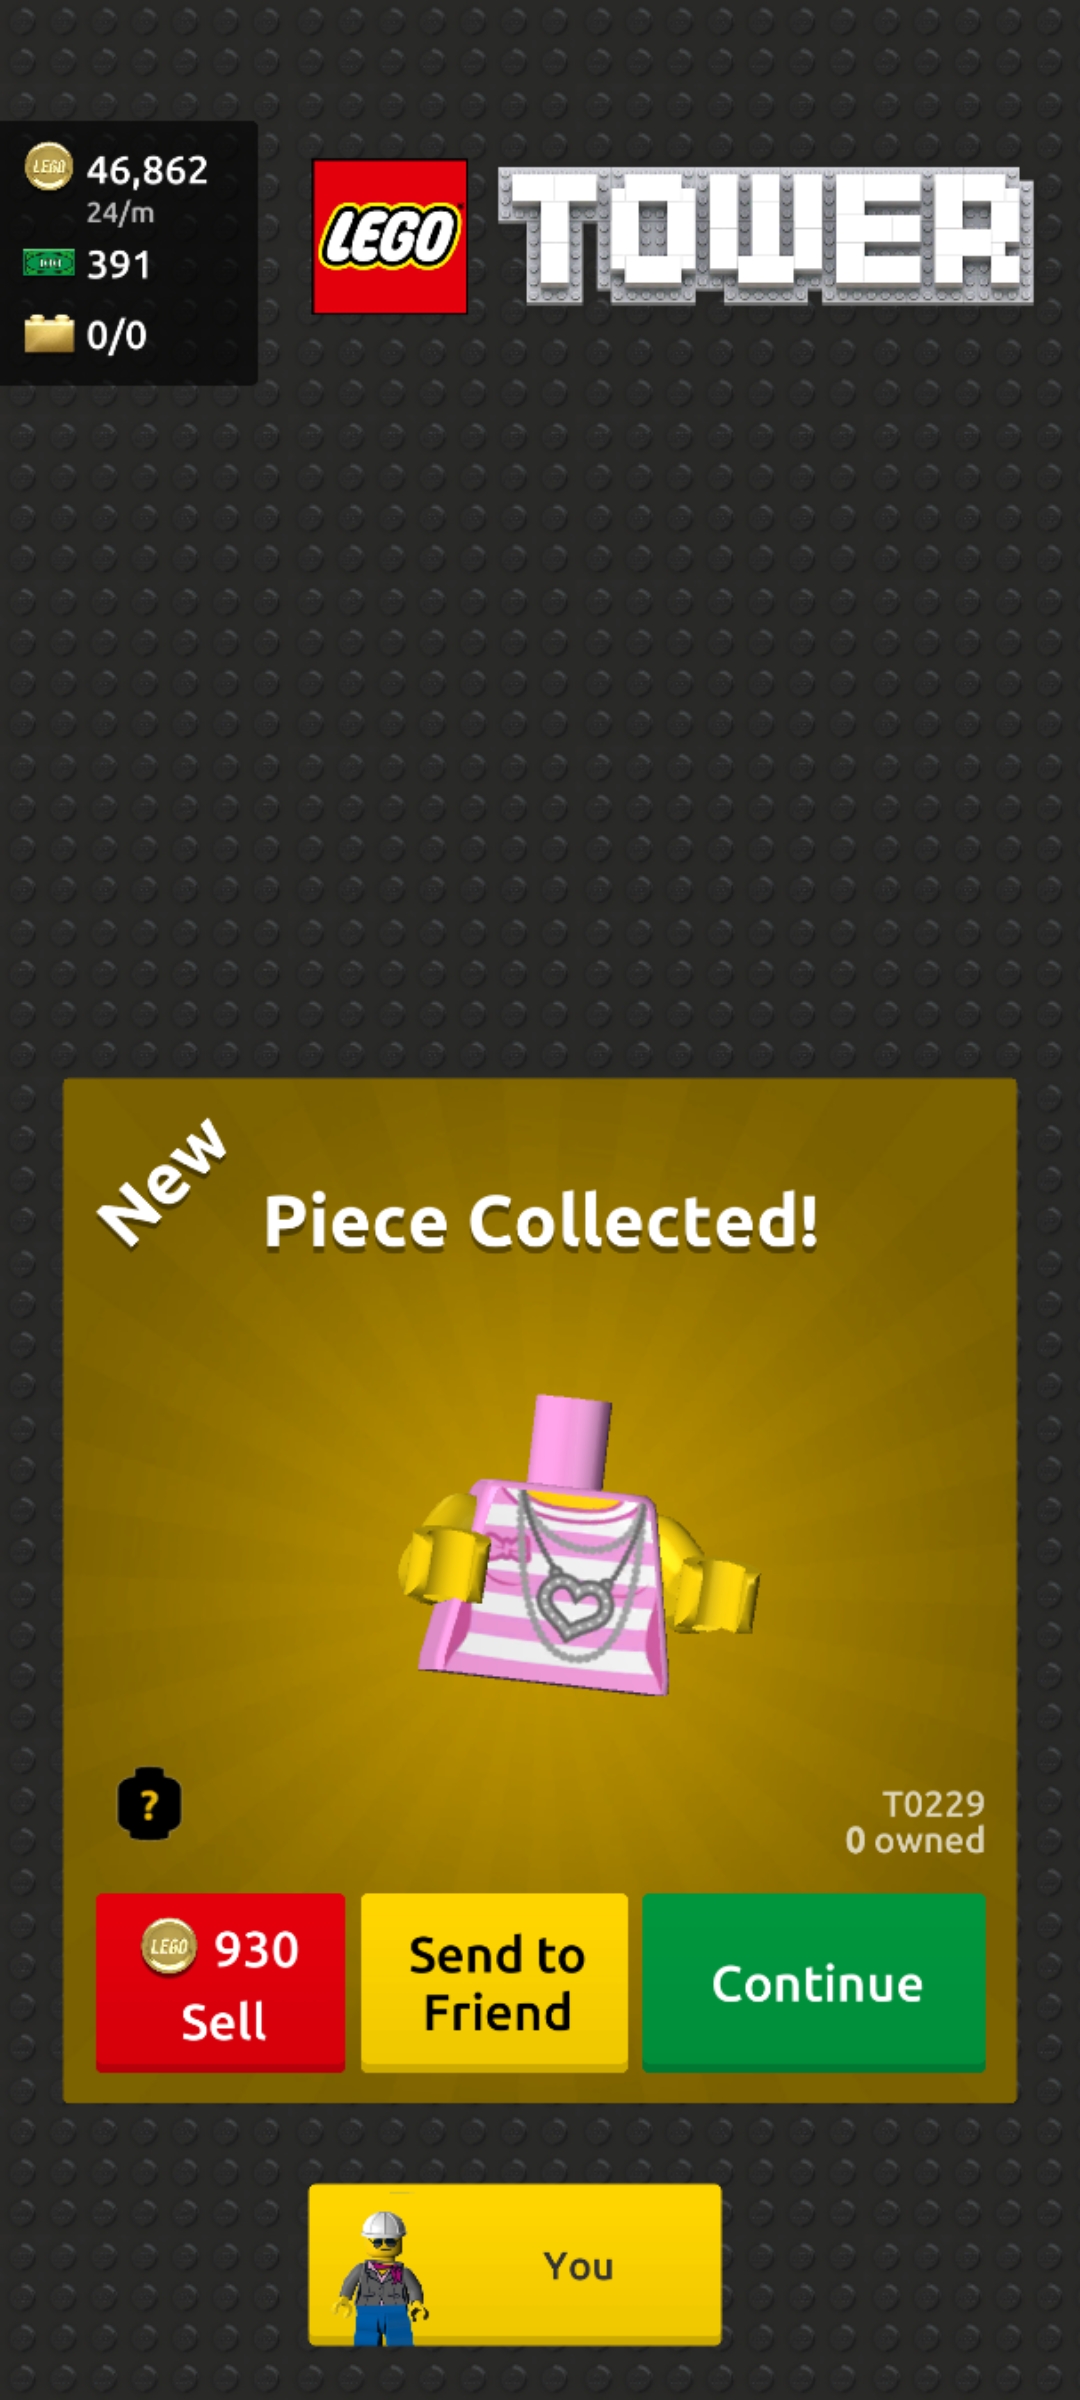 46,862
24/m
391
0/0
LEGO
TOWER
New
Piece Collected!
?
T0229
0 owned
LEGO 930
Sell
Send to
Friend
Continue
You